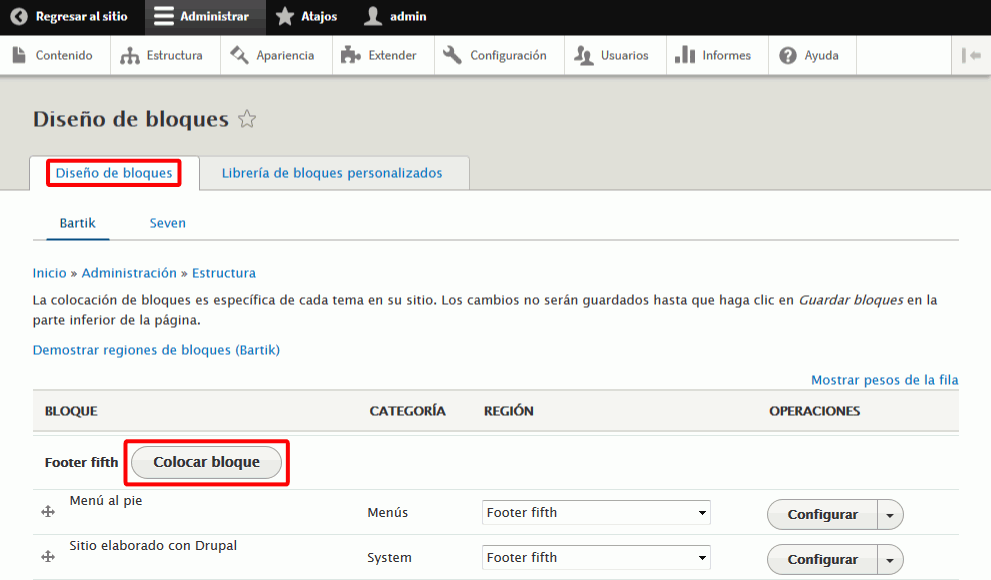 Regresar al sitio Administrar Atajos admin
Contenido Estructura Apariencia Extender Configuración Usuarios Informes Ayuda
Diseño de bloques
Diseño de bloques Librería de bloques personalizados
Bartik Seven
Inicio » Administración » Estructura
La colocación de bloques es específica de cada tema en su sitio. Los cambios no serán guardados hasta que haga clic en Guardar bloques en la
parte inferior de la página.
Demostrar regiones de bloques (Bartik)
Mostrar pesos de la fila
BLOQUE CATEGORÍA REGIÓN OPERACIONES
Footer fifth Colocar bloque
Menú al pie Menús Footer fifth Configurar
Sitio elaborado con Drupal System Footer fifth Configurar